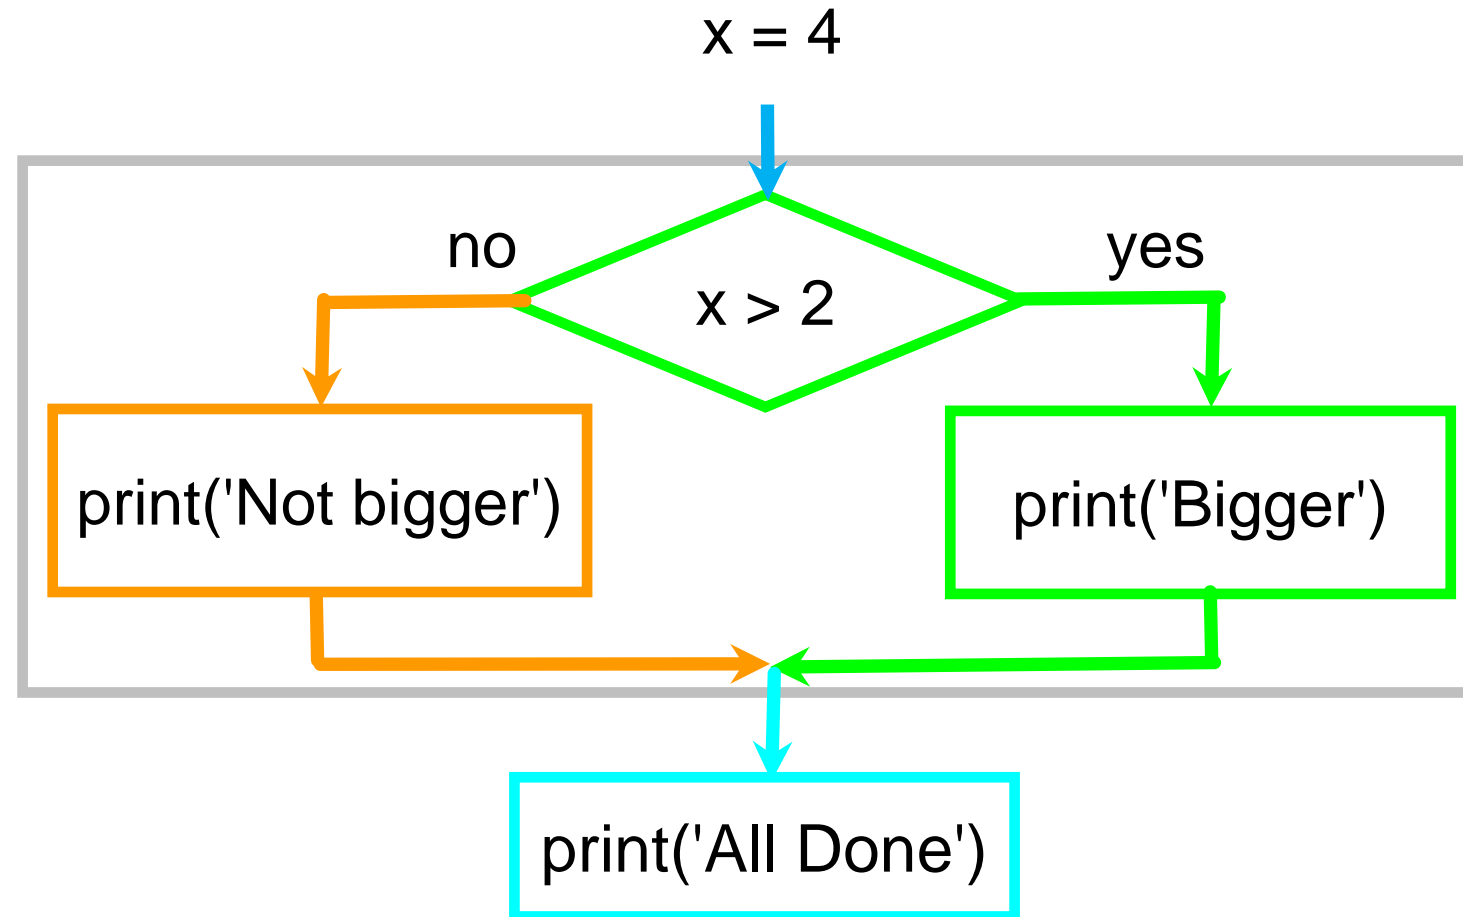 x = 4
no
yes
x > 2
print('Not bigger')
print('Bigger')
print('All Done')